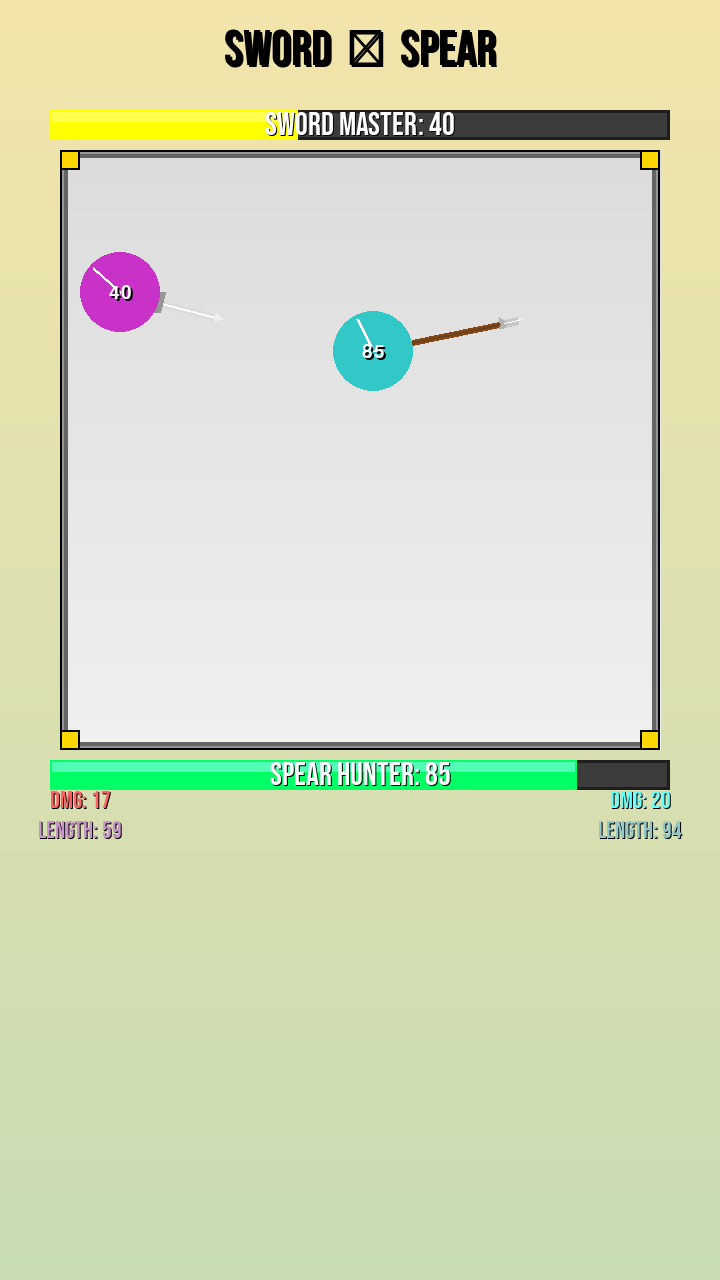 SWORD SPEAR
SWORD MASTER: 40
40
85
SPEAR HUNTER: 85
DMG: 17
DMG: 20
LENGTH: 59
LENGTH: 94